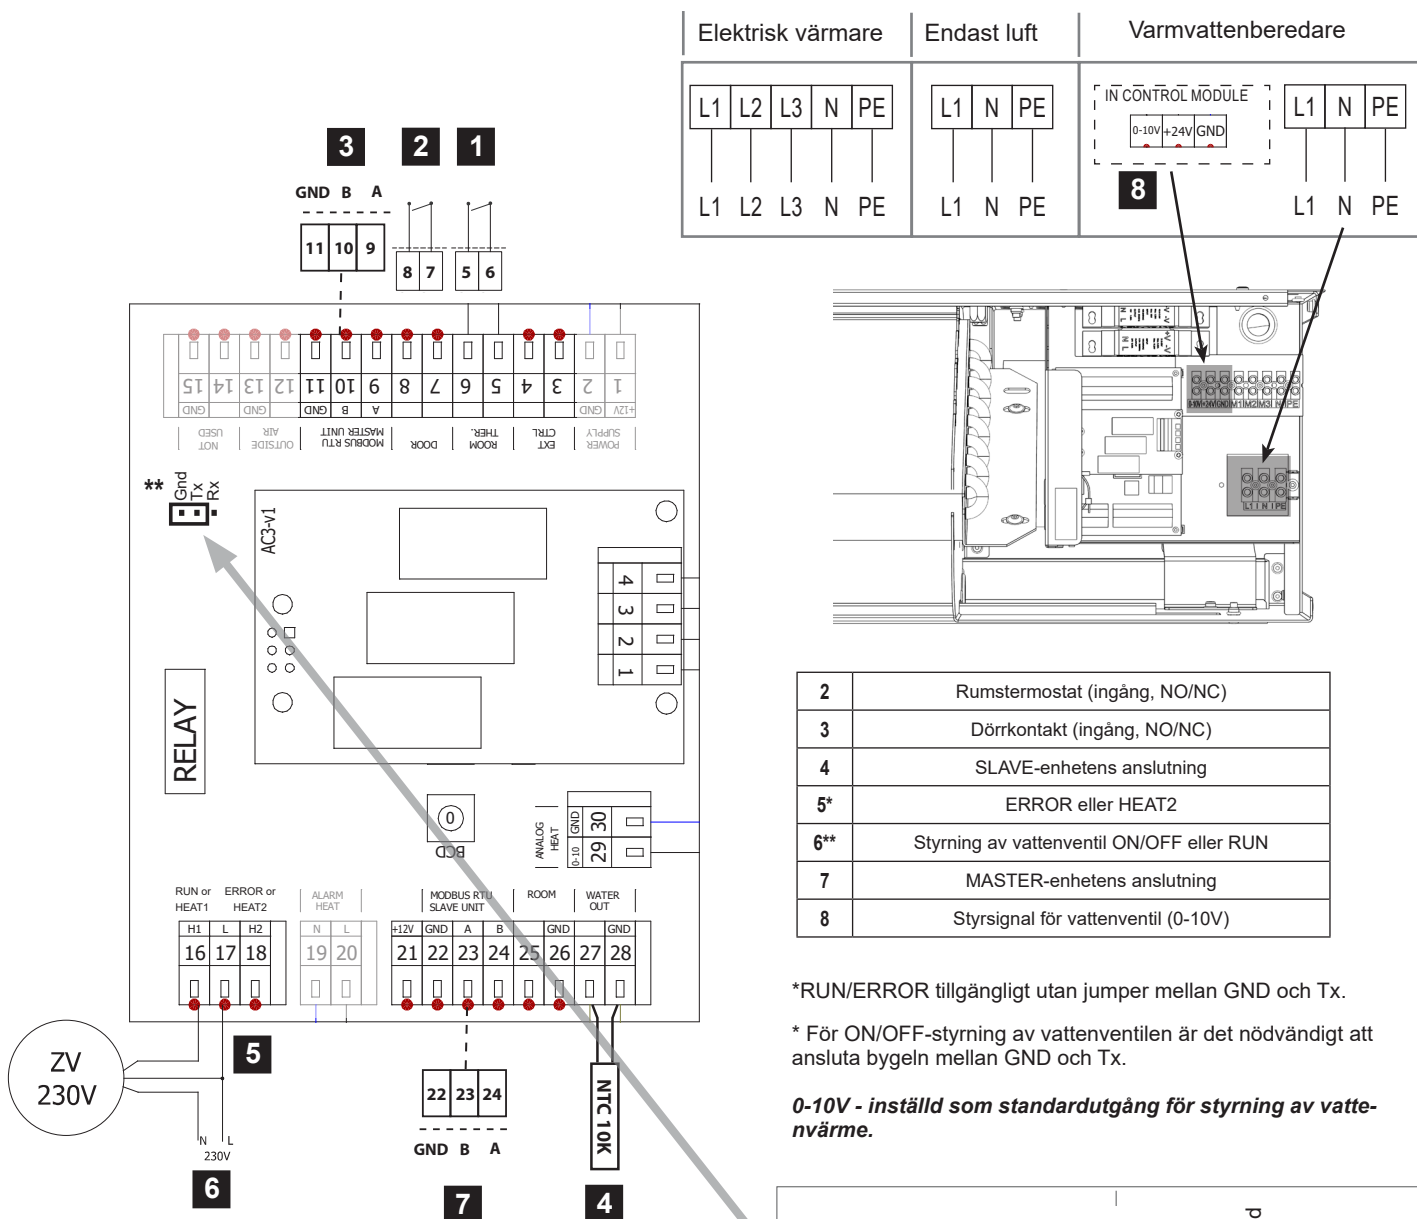 Elektrisk värmare
Endast luft
Varmvattenberedare
L1 L2 L3 N PE
L1 N PE
IN CONTROL MODULE
0-10V +24V GND
L1 N PE
8
L1 L2 L3 N PE
L1 N PE
L1 N PE
3 2 1
GND B A
11 10 9
8 7
5 6
15 14 13 12 11 10 9 8 7 6 5 4 3 2 1
GND GND GND B A GND +12V
NOT USED
OUTSIDE AIR
MODBUS RTU MASTER UNIT
DOOR
ROOM THER.
EXT CTRL
POWER SUPPLY
**
Gnd
Tx
Rx
AC3-v1
4
3
2
1
RELAY
0
BCD
ANALOG HEAT
0-10 GND
29 30
RUN or HEAT1
ERROR or HEAT2
ALARM HEAT
MODBUS RTU SLAVE UNIT
ROOM
WATER OUT
H1 L H2
N L
+12V GND A B GND GND
16 17 18
19 20
21 22 23 24 25 26 27 28
ZV
230V
5
N L
230V
6
22 23 24
GND B A
7
NTC 10K
4
0-10V +24V GND M1 M2 M3 N PE
L1 N PE
2 Rumstermostat (ingång, NO/NC)
3 Dörrkontakt (ingång, NO/NC)
4 SLAVE-enhetens anslutning
5* ERROR eller HEAT2
6** Styrning av vattenventil ON/OFF eller RUN
7 MASTER-enhetens anslutning
8 Styrsignal för vattenventil (0-10V)
*RUN/ERROR tillgängligt utan jumper mellan GND och Tx.
* För ON/OFF-styrning av vattenventilen är det nödvändigt att
ansluta bygeln mellan GND och Tx.
0-10V - inställd som standardutgång för styrning av vatte-
nvärme.